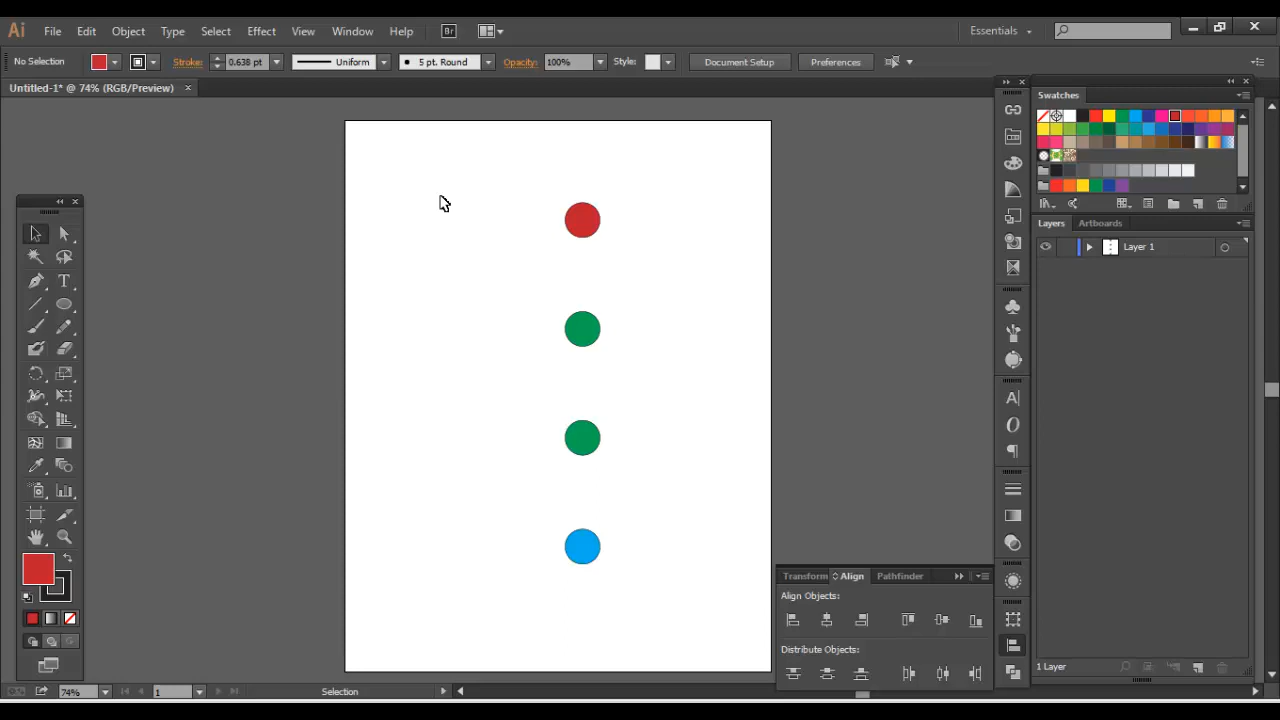 Ai File Edit Object Type Select Effect View Window Help Br Essentials
No Selection Stroke: 0.638 pt Uniform 5 pt. Round Opacity: 100% Style: Document Setup Preferences
Untitled-1* @ 74% (RGB/Preview)
Swatches
Layers Artboards
Layer 1
Transform Align Pathfinder
Align Objects:
Distribute Objects:
1 Layer
74% 1 Selection